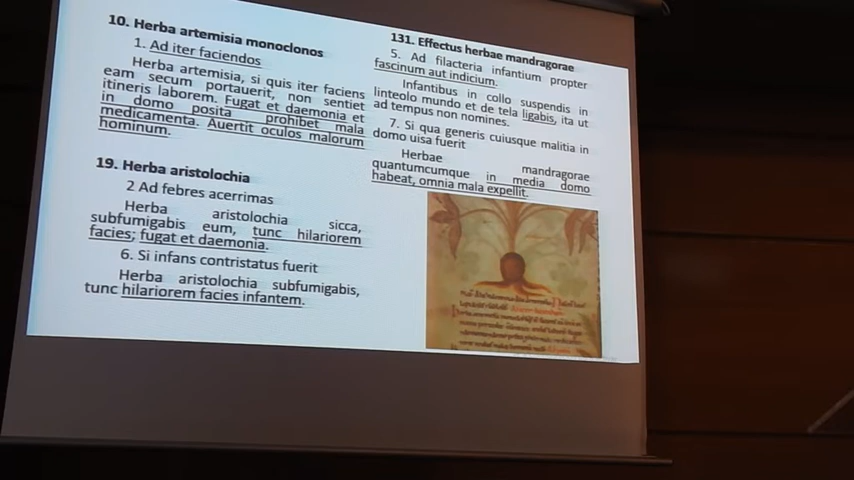 10. Herba artemisia monoclonos
1. Ad iter faciendos
Herba artemisia, si quis iter faciens
eam secum portauerit, non sentiet
itineris laborem. Fugat et daemonia et
in domo posita prohibet mala
medicamenta. Auertit oculos malorum
hominum.
19. Herba aristolochia
2 Ad febres acerrimas
Herba aristolochia sicca,
subfumigabis eum, tunc hilariorem
facies; fugat et daemonia.
6. Si infans contristatus fuerit
Herba aristolochia subfumigabis,
tunc hilariorem facies infantem.
131. Effectus herbae mandragorae
5. Ad filacteria infantium propter
fascinum aut indicium.
Infantibus in collo suspendis in
linteolo mundo et de tela ligabis, ita ut
ad tempus non nomines.
7. Si qua generis cuiusque malitia in
domo uisa fuerit
Herbae mandragorae
quantumcumque in media domo
habeat, omnia mala expellit.